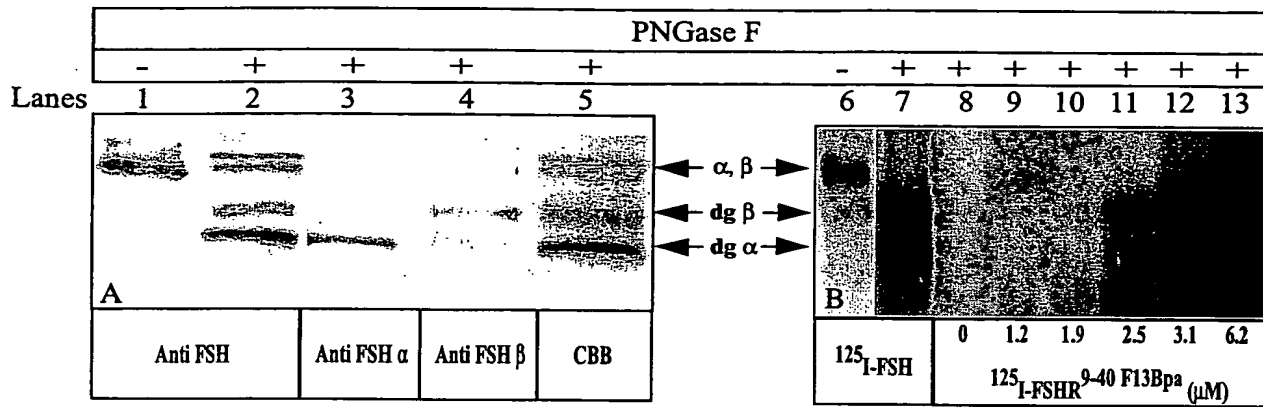 PNGase F
- + + + + - + + + + + + +
Lanes 1 2 3 4 5 6 7 8 9 10 11 12 13
α, β
dg β
dg α
A
B
Anti FSH Anti FSH α Anti FSH β CBB
125I-FSH
0 1.2 1.9 2.5 3.1 6.2
125I-FSHR9-40 F13Bpa (μM)